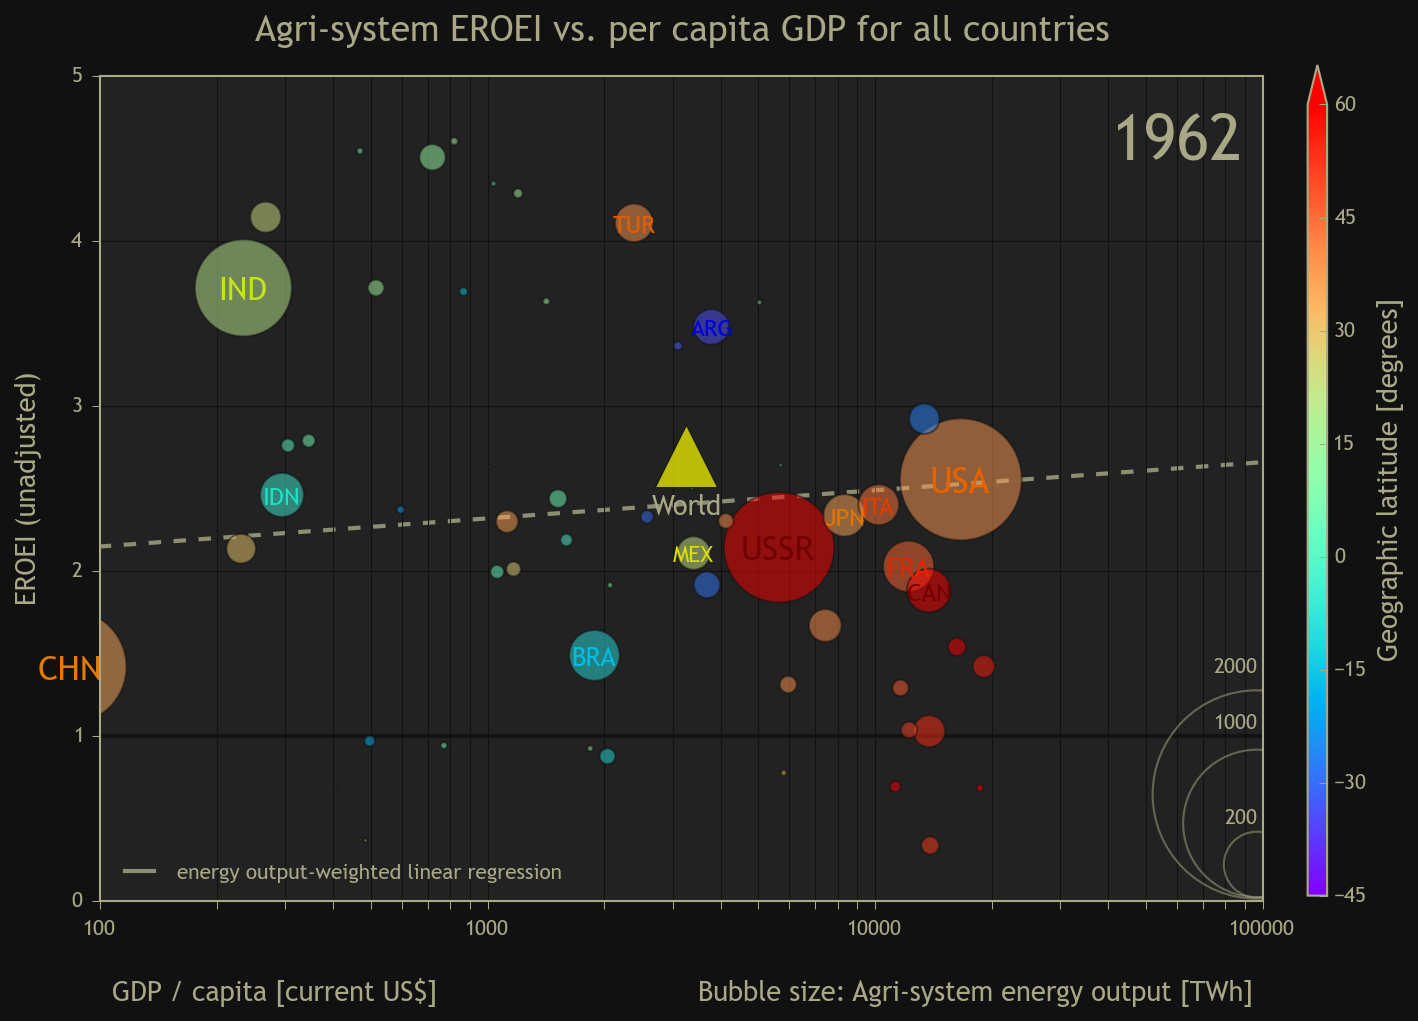 Agri-system EROEI vs. per capita GDP for all countries
1962
EROEI (unadjusted)
5
4
3
2
1
0
100
1000
10000
100000
TUR
IND
ARG
IDN
World
USA
ITA
JPN
USSR
MEX
FRA
CAN
BRA
CHN
2000
1000
200
energy output-weighted linear regression
60
45
30
15
0
−15
−30
−45
Geographic latitude [degrees]
GDP / capita [current US$]
Bubble size: Agri-system energy output [TWh]